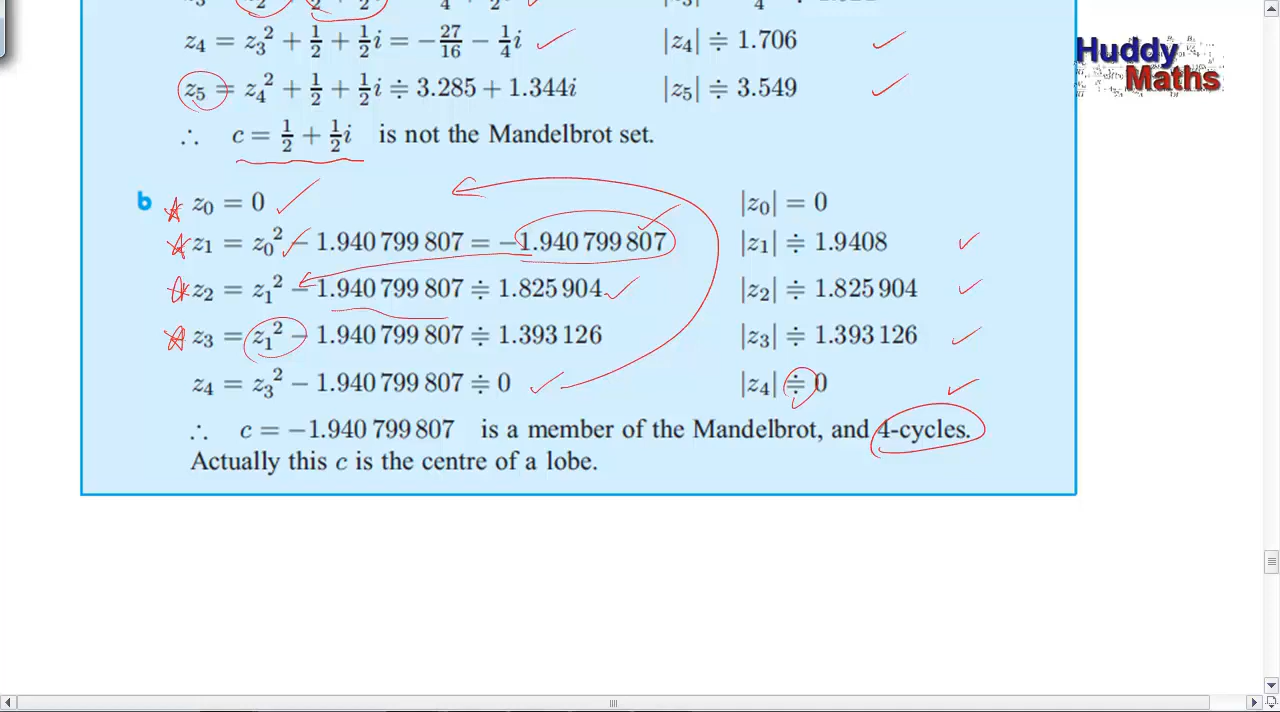 z₄ = z₃² + 1/2 + 1/2 i = −27/16 − 1/4 i |z₄| ≑ 1.706
Huddy
Maths
z₅ = z₄² + 1/2 + 1/2 i ≑ 3.285 + 1.344i |z₅| ≑ 3.549
∴ c = 1/2 + 1/2 i is not the Mandelbrot set.
b z₀ = 0 |z₀| = 0
z₁ = z₀² − 1.940 799 807 = −1.940 799 807 |z₁| ≑ 1.9408
z₂ = z₁² − 1.940 799 807 ≑ 1.825 904 |z₂| ≑ 1.825 904
z₃ = z₁² − 1.940 799 807 ≑ 1.393 126 |z₃| ≑ 1.393 126
z₄ = z₃² − 1.940 799 807 ≑ 0 |z₄| ≑ 0
∴ c = −1.940 799 807 is a member of the Mandelbrot, and 4-cycles.
Actually this c is the centre of a lobe.